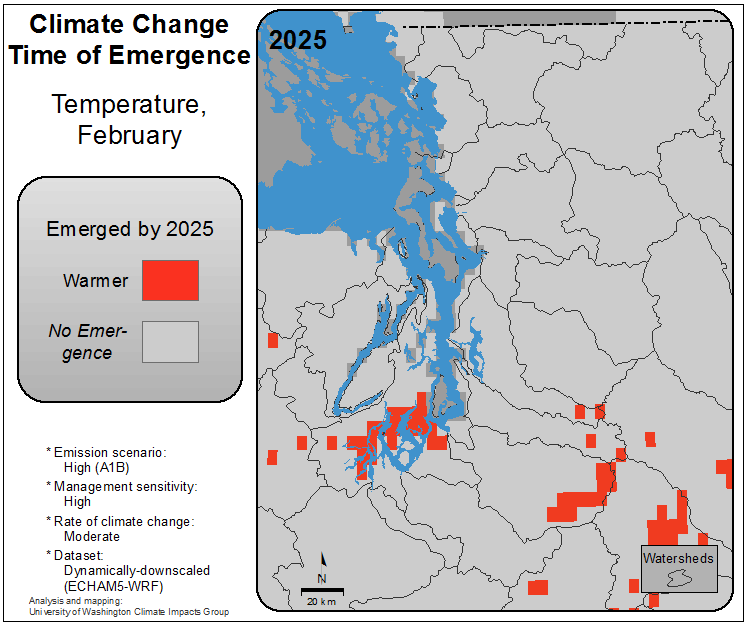 Climate Change
Time of Emergence
Temperature,
February
Emerged by 2025
Warmer
No Emer-
gence
* Emission scenario:
High (A1B)
* Management sensitivity:
High
* Rate of climate change:
Moderate
* Dataset:
Dynamically-downscaled
(ECHAM5-WRF)
Analysis and mapping:
University of Washington Climate Impacts Group
2025
N
20 km
Watersheds